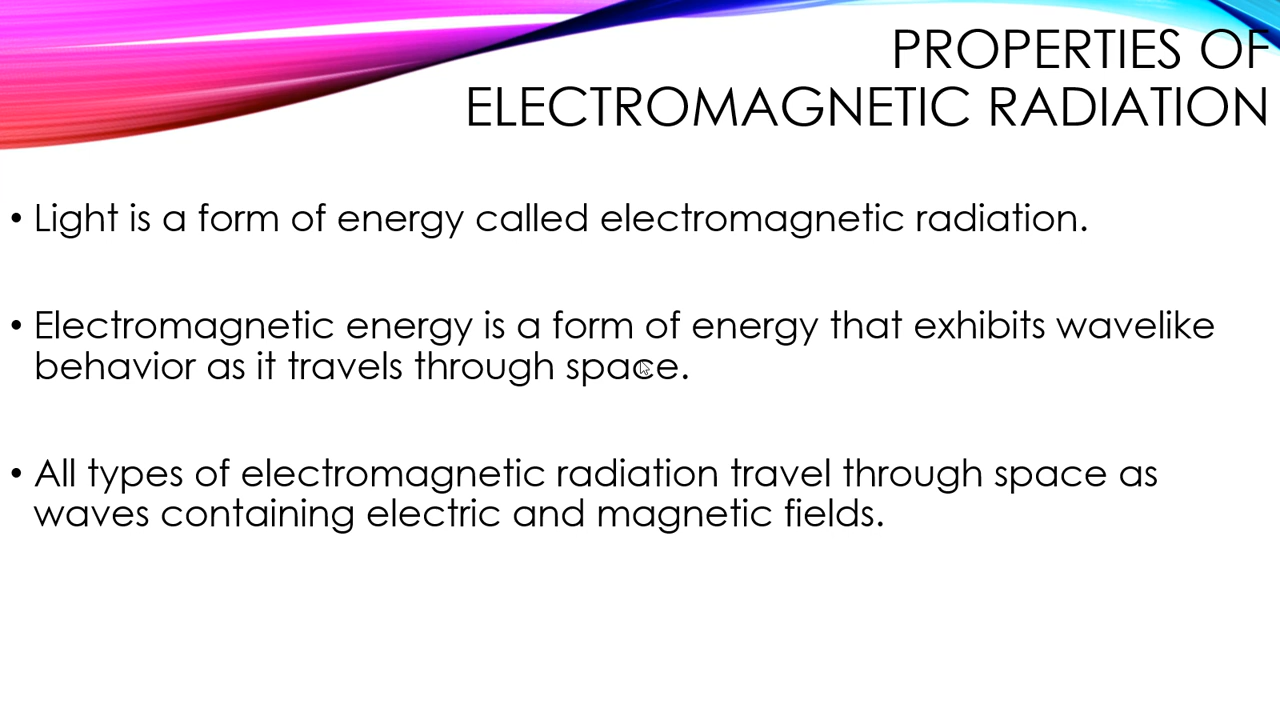 PROPERTIES OF
ELECTROMAGNETIC RADIATION
• Light is a form of energy called electromagnetic radiation.
• Electromagnetic energy is a form of energy that exhibits wavelike
behavior as it travels through space.
• All types of electromagnetic radiation travel through space as
waves containing electric and magnetic fields.